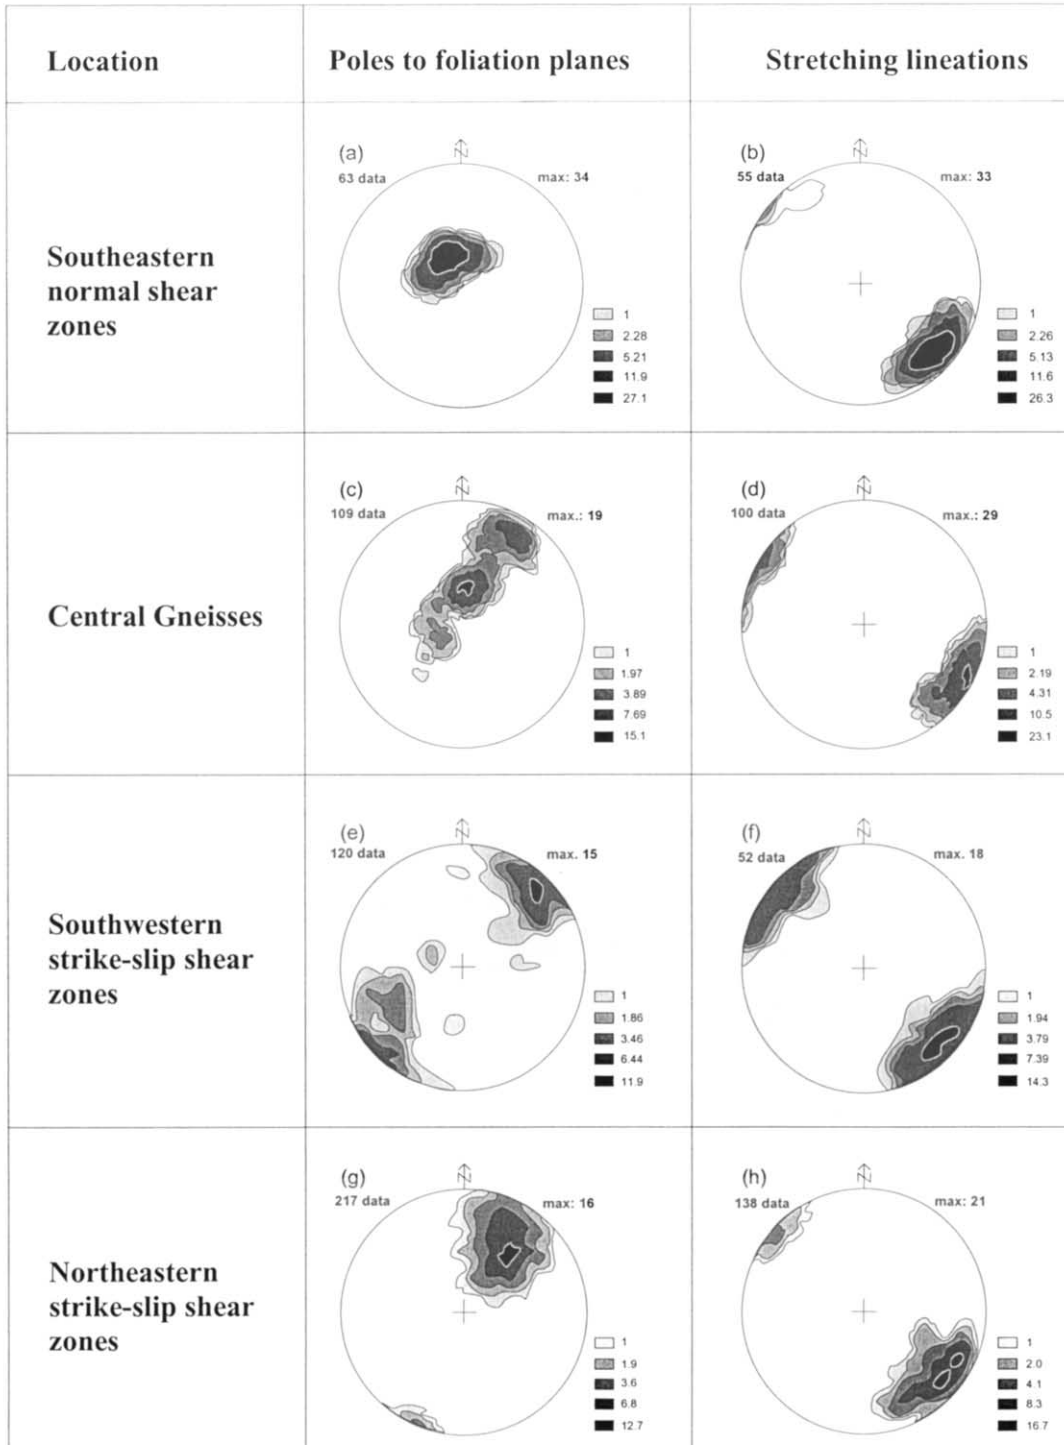 Location
Poles to foliation planes
Stretching lineations
Southeastern
normal shear
zones
(a)
N
63 data
max: 34
1
2.28
5.21
11.9
27.1
(b)
N
55 data
max: 33
1
2.26
5.13
11.6
26.3
Central Gneisses
(c)
N
109 data
max.: 19
1
1.97
3.89
7.69
15.1
(d)
N
100 data
max.: 29
1
2.19
4.31
10.5
23.1
Southwestern
strike-slip shear
zones
(e)
N
120 data
max. 15
1
1.86
3.46
6.44
11.9
(f)
N
52 data
max. 18
1
1.94
3.79
7.39
14.3
Northeastern
strike-slip shear
zones
(g)
N
217 data
max: 16
1
1.9
3.6
6.8
12.7
(h)
N
138 data
max: 21
1
2.0
4.1
8.3
16.7